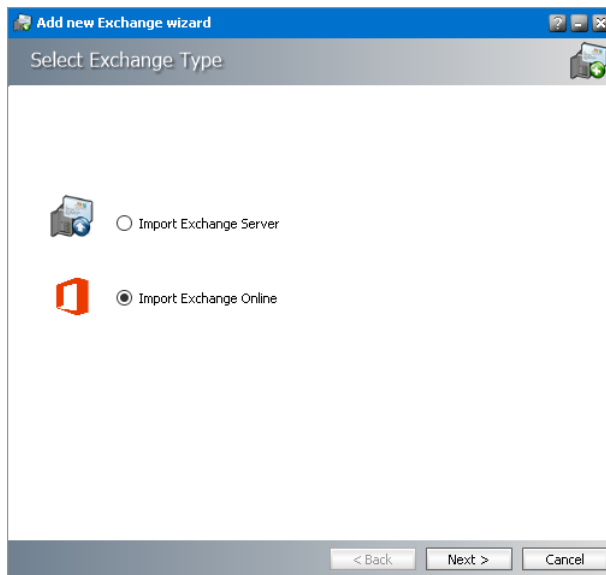 Add new Exchange wizard
Select Exchange Type
Import Exchange Server
Import Exchange Online
< Back Next > Cancel